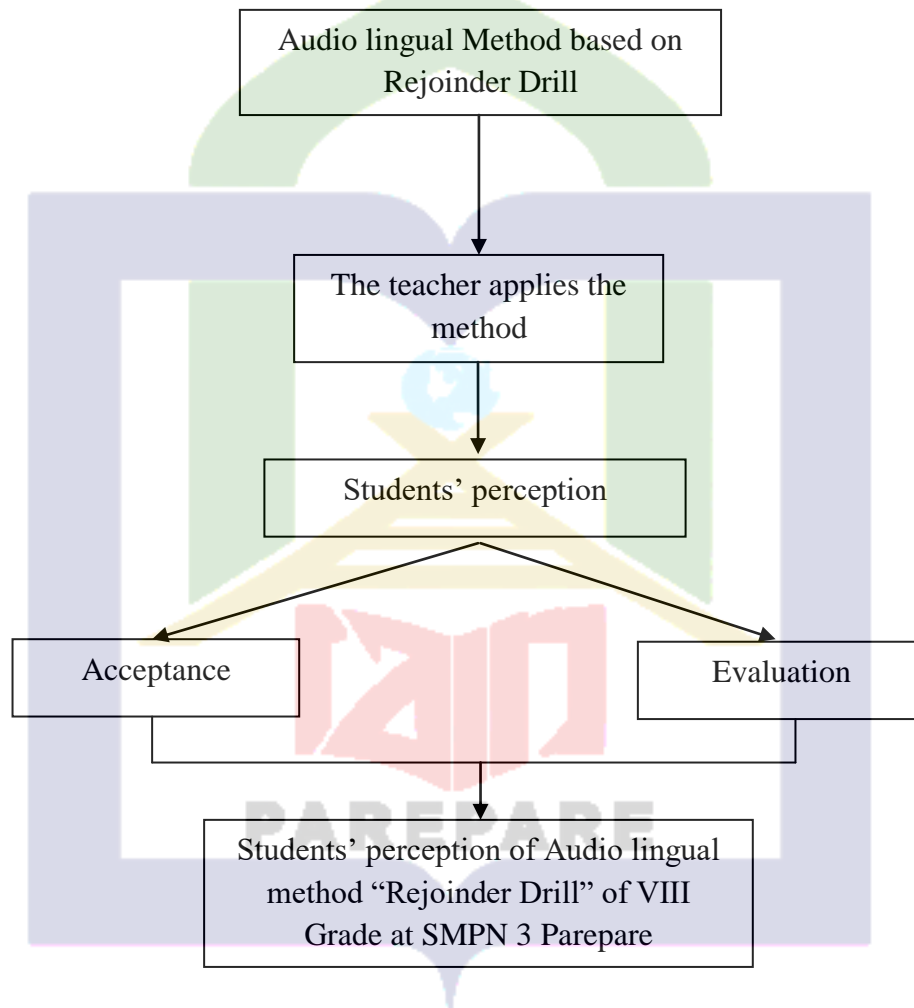 Audio lingual Method based on
Rejoinder Drill
The teacher applies the
method
Students’ perception
Acceptance
Evaluation
PAREPARE
Students’ perception of Audio lingual
method “Rejoinder Drill” of VIII
Grade at SMPN 3 Parepare